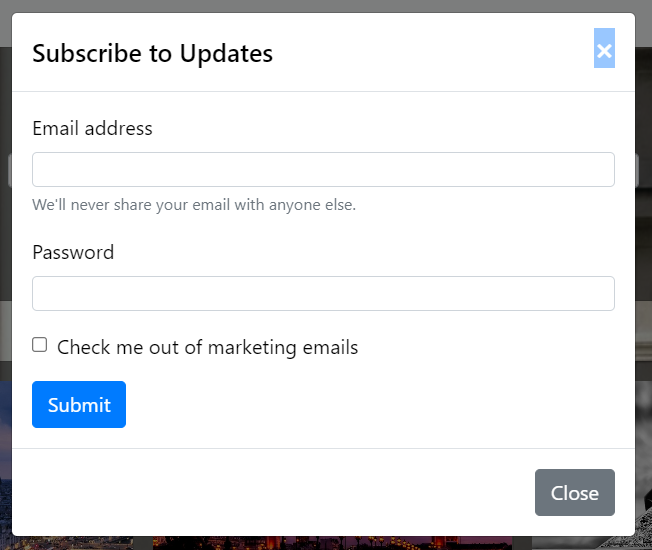 Subscribe to Updates ×
Email address
We'll never share your email with anyone else.
Password
Check me out of marketing emails
Submit
Close